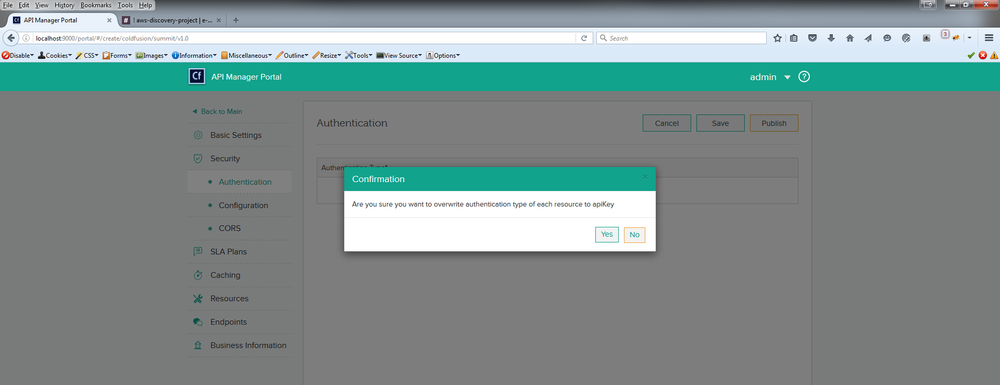 File Edit View History Bookmarks Tools Help
API Manager Portal
# ! aws-discovery-project | e-...
localhost:9000/portal/#/create/coldfusion/summit/v1.0
Search
3
Disable Cookies CSS Forms Images Information Miscellaneous Outline Resize Tools View Source Options
Cf API Manager Portal
admin ?
Back to Main
Basic Settings
Security
Authentication
Configuration
CORS
SLA Plans
Caching
Resources
Endpoints
Business Information
Authentication
Cancel Save Publish
Authentication Type*
Confirmation ×
Are you sure you want to overwrite authentication type of each resource to apiKey
Yes No